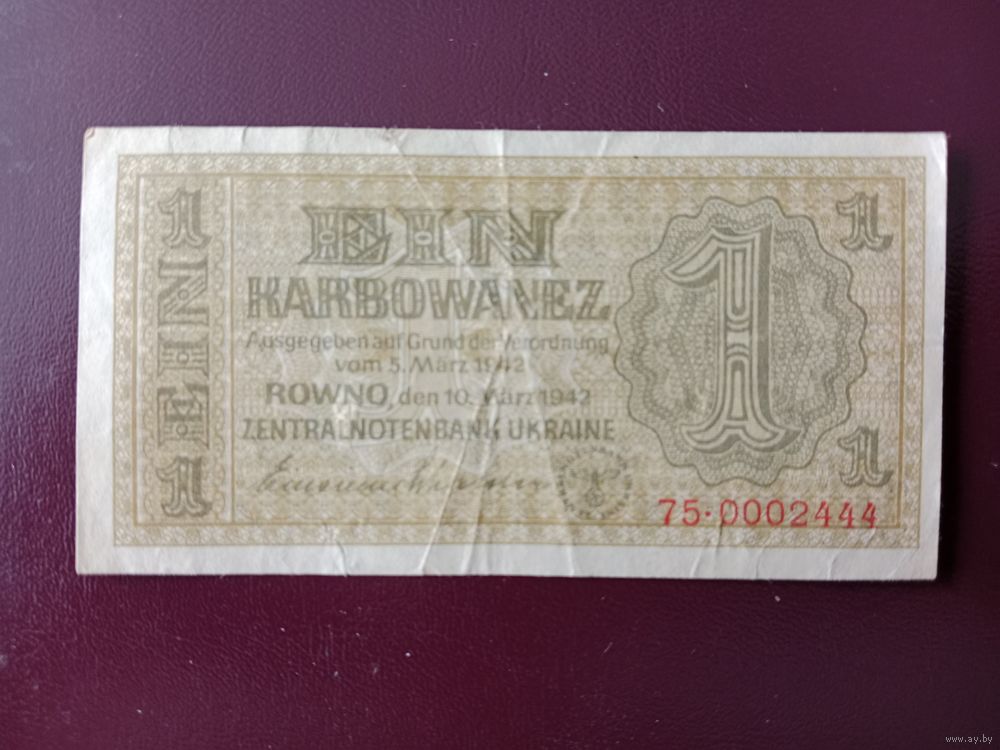 1 EIN 1
EIN
KARBOWANEZ
Ausgegeben auf Grund der Verordnung
vom 5. März 1942
ROWNO, den 10. März 1942
ZENTRALNOTENBANK UKRAINE
1
1
1
75·0002444
www.ay.by